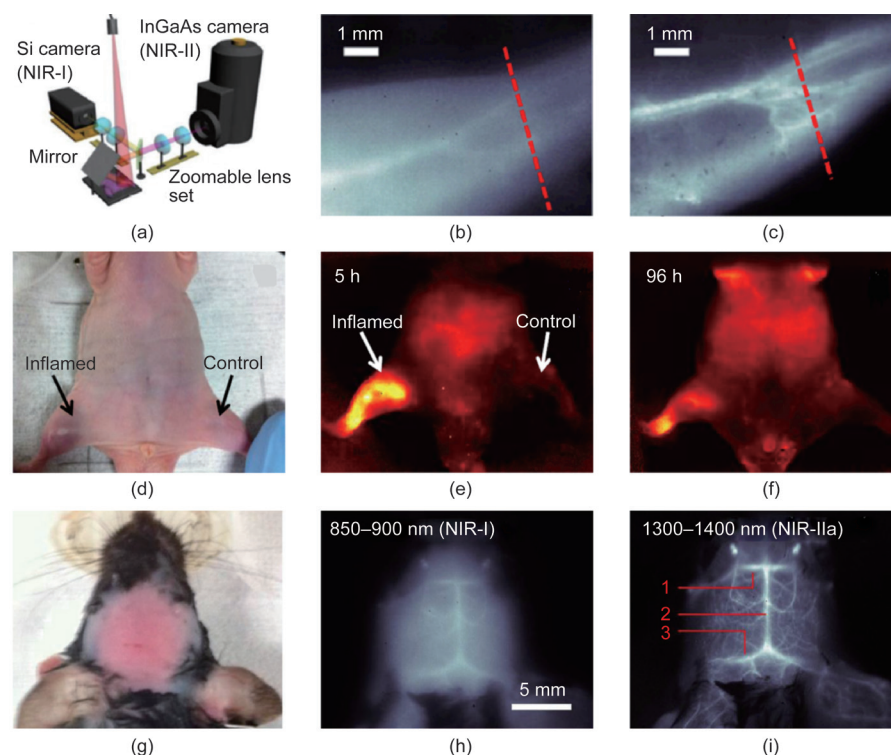 Si camera
(NIR-I)
InGaAs camera
(NIR-II)
Mirror
Zoomable lens
set
(a)
1 mm
(b)
1 mm
(c)
Inflamed
Control
(d)
5 h
Inflamed
Control
(e)
96 h
(f)
(g)
850–900 nm (NIR-I)
5 mm
(h)
1300–1400 nm (NIR-IIa)
1
2
3
(i)